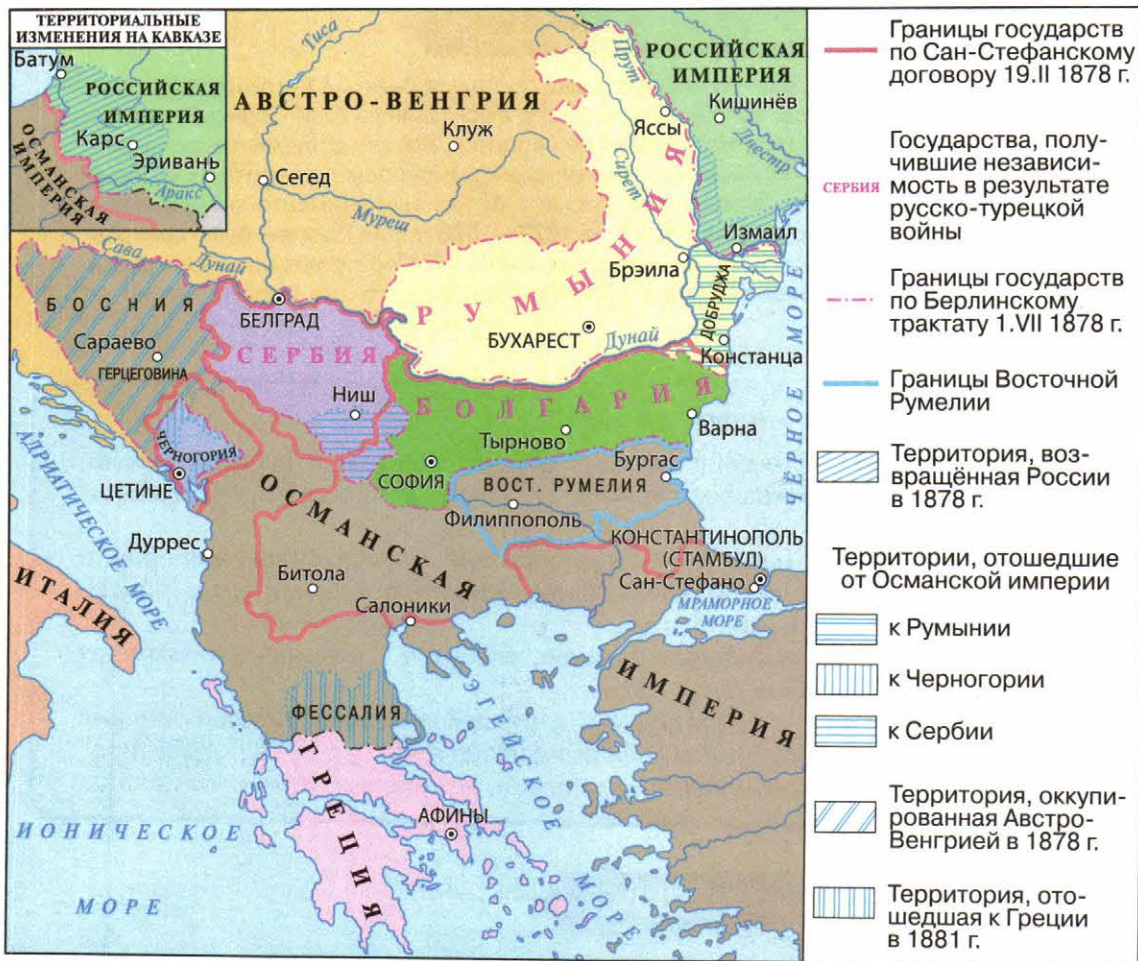 ТЕРРИТОРИАЛЬНЫЕ
ИЗМЕНЕНИЯ НА КАВКАЗЕ
Батум
РОССИЙСКАЯ
ИМПЕРИЯ
Карс
Эривань
Аракс
ОСМАНСКАЯ
ИМПЕРИЯ
Тиса
АВСТРО-ВЕНГРИЯ
Клуж
Сегед
Муреш
Прут
РОССИЙСКАЯ
ИМПЕРИЯ
Кишинёв
Яссы
Днестр
Сирет
Измаил
Брэила
РУМЫНИЯ
ДОБРУДЖА
БУХАРЕСТ
Дунай
Констанца
Сава
Дунай
БОСНИЯ
БЕЛГРАД
Сараево
ГЕРЦЕГОВИНА
СЕРБИЯ
Ниш
БОЛГАРИЯ
Тырново
Варна
ЧЕРНОГОРИЯ
ЦЕТИНЕ
СОФИЯ
Бургас
ВОСТ. РУМЕЛИЯ
Филиппополь
ЧЁРНОЕ МОРЕ
АДРИАТИЧЕСКОЕ МОРЕ
ОСМАНСКАЯ
Дуррес
КОНСТАНТИНОПОЛЬ
(СТАМБУЛ)
Сан-Стефано
МРАМОРНОЕ
МОРЕ
Битола
Салоники
ИТАЛИЯ
ИМПЕРИЯ
ФЕССАЛИЯ
ЭГЕЙСКОЕ
МОРЕ
ГРЕЦИЯ
АФИНЫ
ИОНИЧЕСКОЕ
МОРЕ
Границы государств
по Сан-Стефанскому
договору 19.II 1878 г.
СЕРБИЯ
Государства, полу-
чившие независи-
мость в результате
русско-турецкой
войны
Границы государств
по Берлинскому
трактату 1.VII 1878 г.
Границы Восточной
Румелии
Территория, воз-
вращённая России
в 1878 г.
Территории, отошедшие
от Османской империи
к Румынии
к Черногории
к Сербии
Территория, оккупи-
рованная Австро-
Венгрией в 1878 г.
Территория, ото-
шедшая к Греции
в 1881 г.